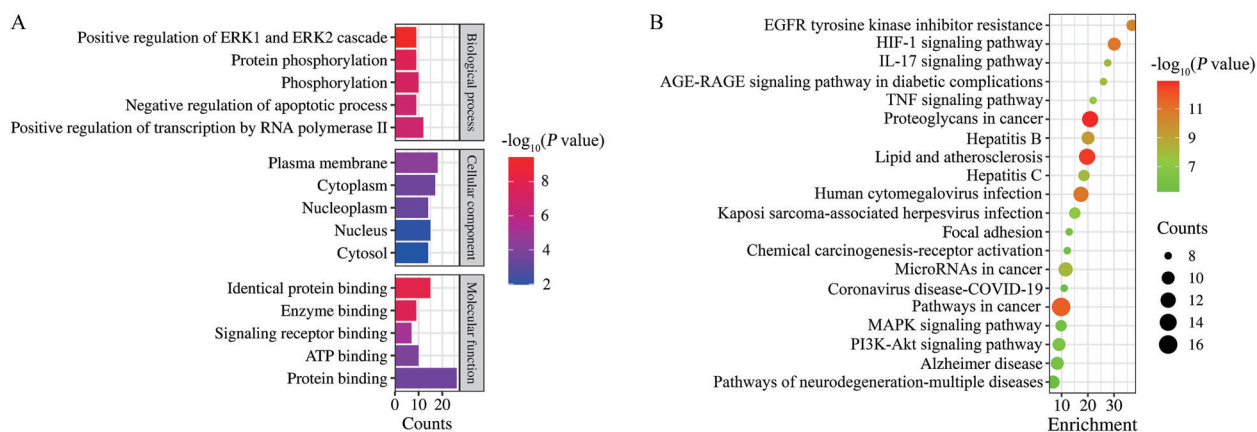 A
Positive regulation of ERK1 and ERK2 cascade
Protein phosphorylation
Phosphorylation
Negative regulation of apoptotic process
Positive regulation of transcription by RNA polymerase II
Biological process
Plasma membrane
Cytoplasm
Nucleoplasm
Nucleus
Cytosol
Cellular component
Identical protein binding
Enzyme binding
Signaling receptor binding
ATP binding
Protein binding
Molecular function
0 10 20
Counts
-log10(P value)
8
6
4
2
B
EGFR tyrosine kinase inhibitor resistance
HIF-1 signaling pathway
IL-17 signaling pathway
AGE-RAGE signaling pathway in diabetic complications
TNF signaling pathway
Proteoglycans in cancer
Hepatitis B
Lipid and atherosclerosis
Hepatitis C
Human cytomegalovirus infection
Kaposi sarcoma-associated herpesvirus infection
Focal adhesion
Chemical carcinogenesis-receptor activation
MicroRNAs in cancer
Coronavirus disease-COVID-19
Pathways in cancer
MAPK signaling pathway
PI3K-Akt signaling pathway
Alzheimer disease
Pathways of neurodegeneration-multiple diseases
10 20 30
Enrichment
-log10(P value)
11
9
7
Counts
8
10
12
14
16